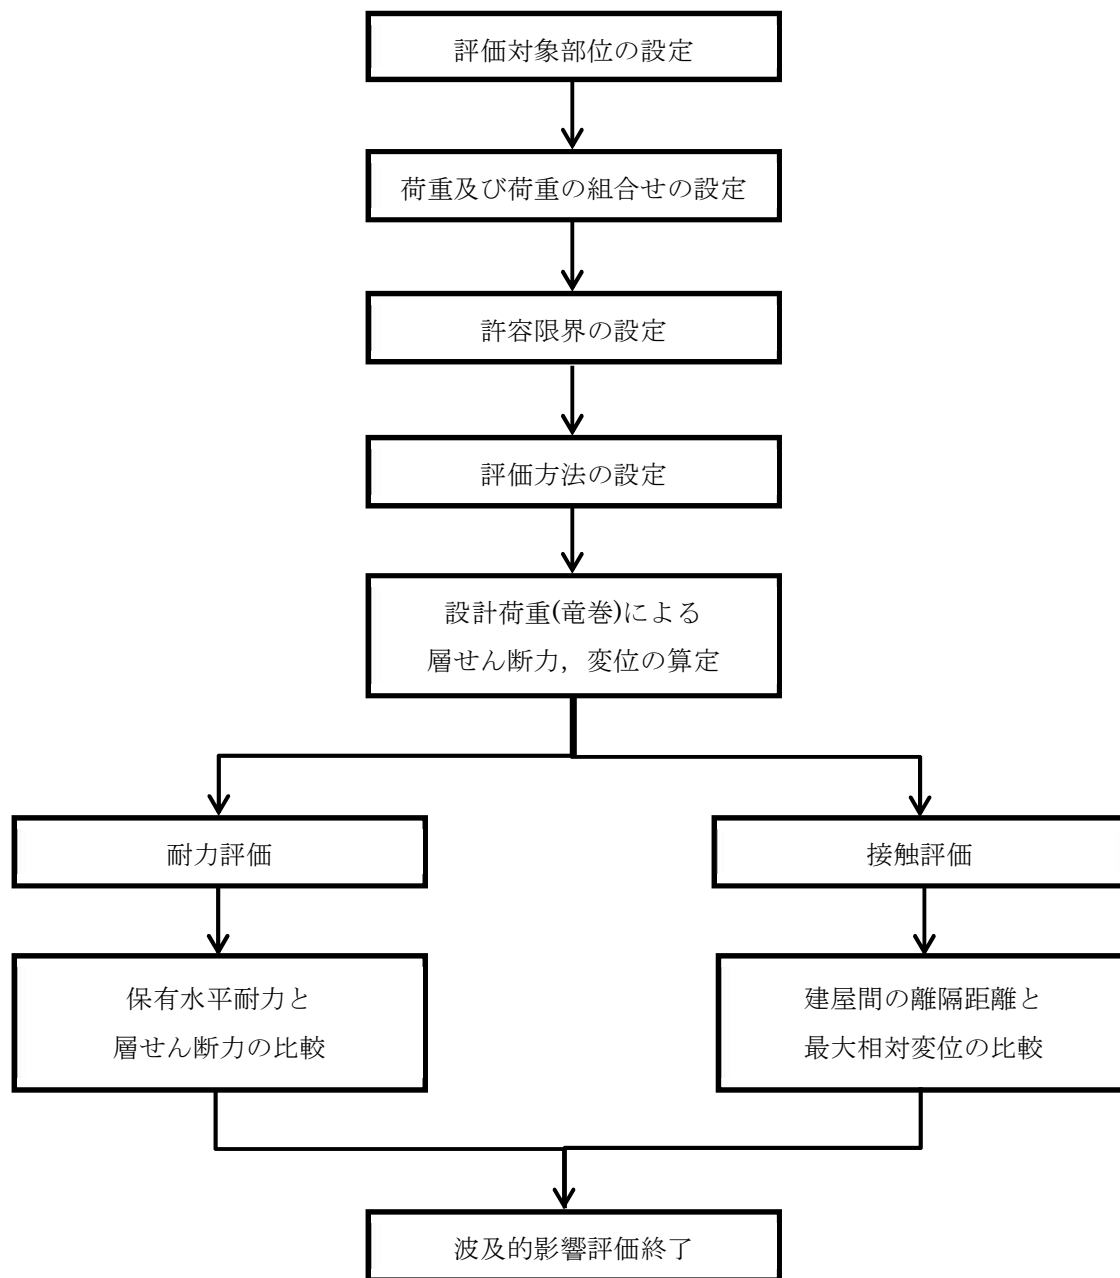 評価対象部位の設定
荷重及び荷重の組合せの設定
許容限界の設定
評価方法の設定
設計荷重(竜巻)による
層せん断力，変位の算定
耐力評価
接触評価
保有水平耐力と
層せん断力の比較
建屋間の離隔距離と
最大相対変位の比較
波及的影響評価終了